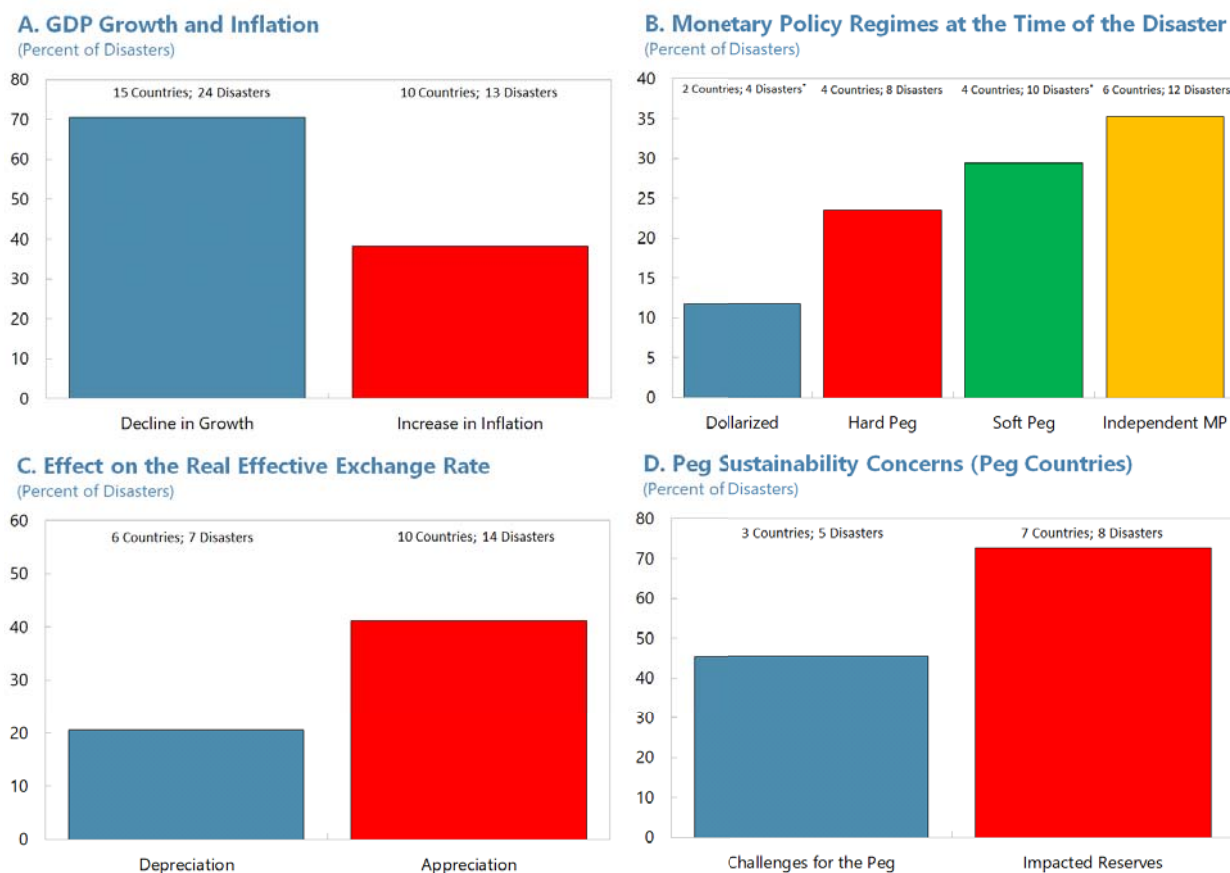 A. GDP Growth and Inflation
(Percent of Disasters)
80
70
60
50
40
30
20
10
0
15 Countries; 24 Disasters
10 Countries; 13 Disasters
Decline in Growth
Increase in Inflation
B. Monetary Policy Regimes at the Time of the Disaster
(Percent of Disasters)
40
35
30
25
20
15
10
5
0
2 Countries; 4 Disasters*
4 Countries; 8 Disasters
4 Countries; 10 Disasters*
6 Countries; 12 Disasters
Dollarized
Hard Peg
Soft Peg
Independent MP
C. Effect on the Real Effective Exchange Rate
(Percent of Disasters)
60
50
40
30
20
10
0
6 Countries; 7 Disasters
10 Countries; 14 Disasters
Depreciation
Appreciation
D. Peg Sustainability Concerns (Peg Countries)
(Percent of Disasters)
80
70
60
50
40
30
20
10
0
3 Countries; 5 Disasters
7 Countries; 8 Disasters
Challenges for the Peg
Impacted Reserves